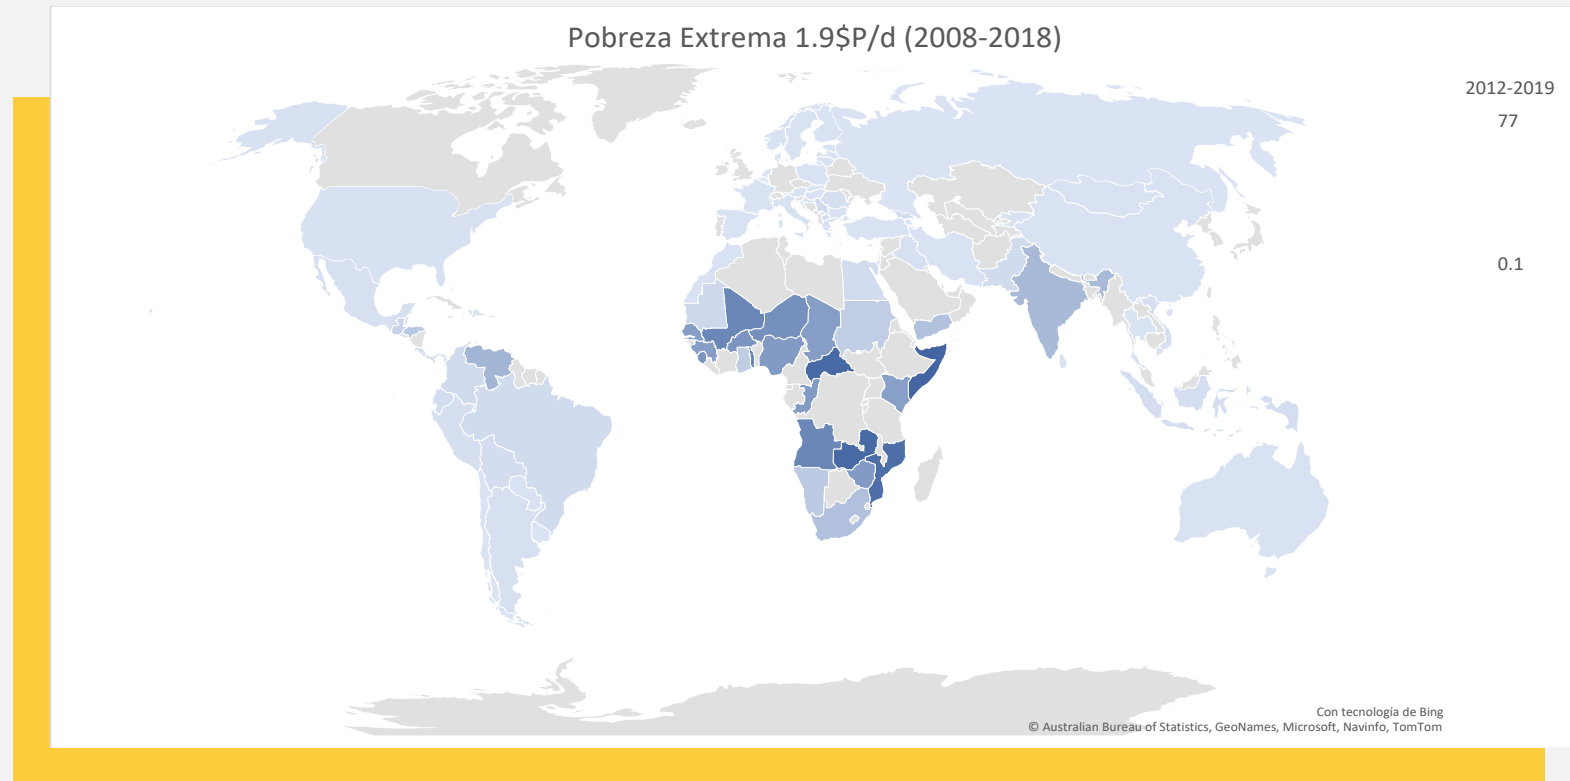 Pobreza Extrema 1.9$P/d (2008-2018)
2012-2019
77
0.1
Con tecnología de Bing
© Australian Bureau of Statistics, GeoNames, Microsoft, Navinfo, TomTom